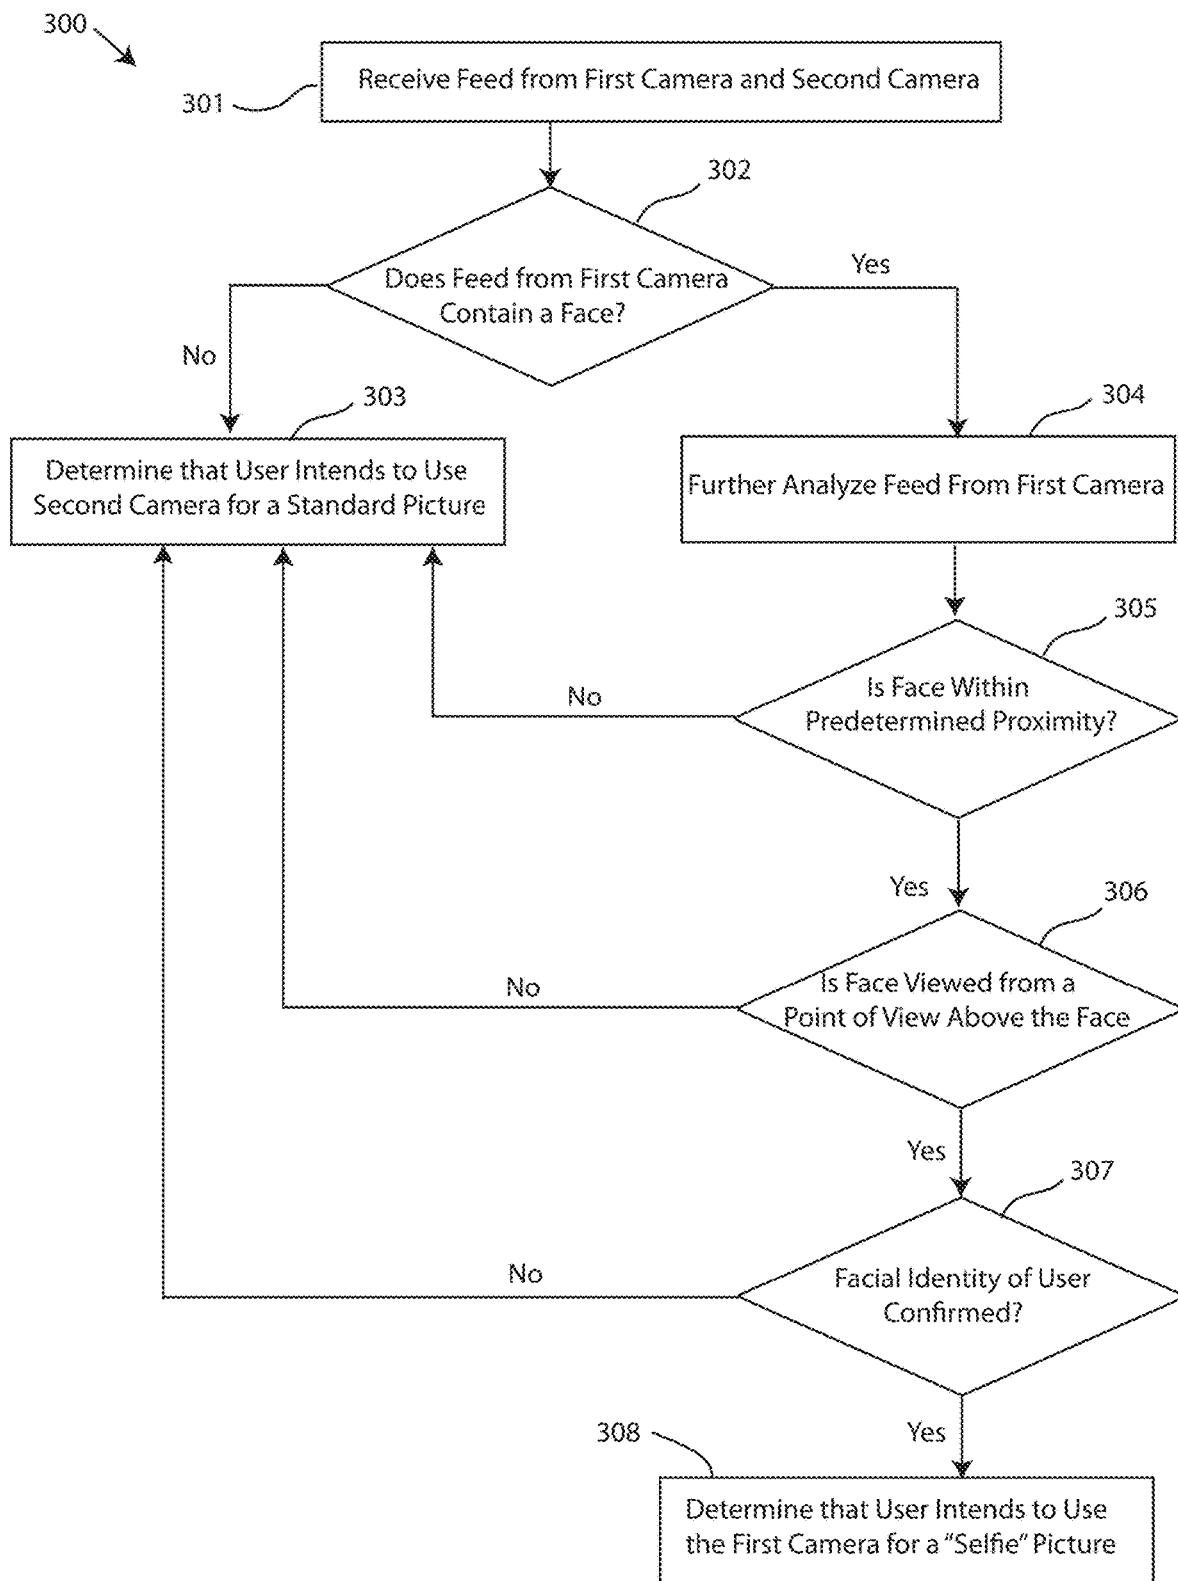 300
Receive Feed from First Camera and Second Camera
301
302
Does Feed from First Camera
Contain a Face?
Yes
No
303
304
Determine that User Intends to Use
Second Camera for a Standard Picture
Further Analyze Feed From First Camera
305
Is Face Within
Predetermined Proximity?
No
Yes
306
Is Face Viewed from a
Point of View Above the Face
No
Yes
307
Facial Identity of User
Confirmed?
No
Yes
308
Determine that User Intends to Use
the First Camera for a “Selfie” Picture